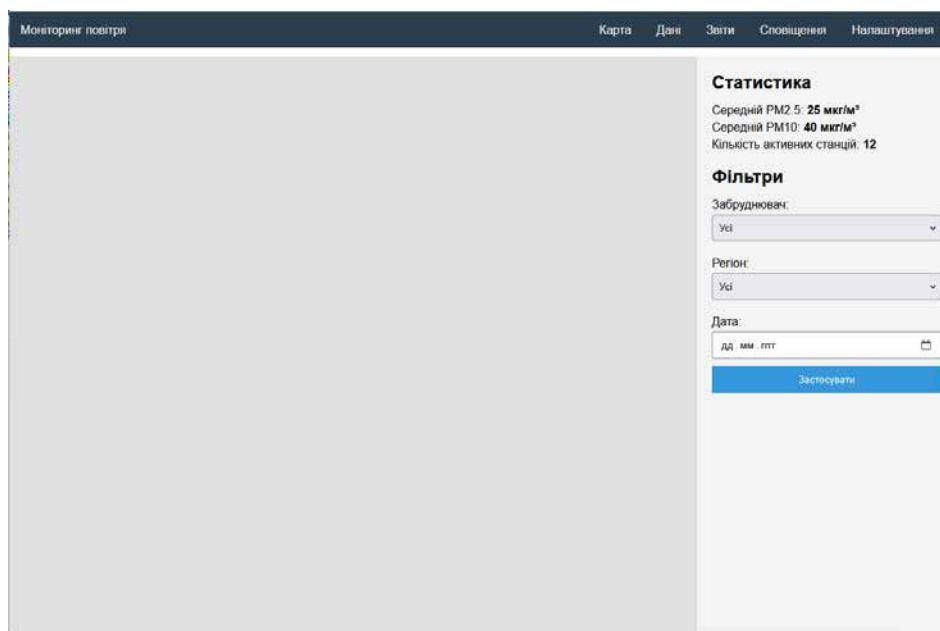 Моніторинг повітря
Карта Дані Звіти Сповіщення Налаштування
Статистика
Середній PM2.5: 25 мкг/м³
Середній PM10: 40 мкг/м³
Кількість активних станцій: 12
Фільтри
Забруднювач:
Усі
Регіон:
Усі
Дата:
дд . мм . рррр
Застосувати